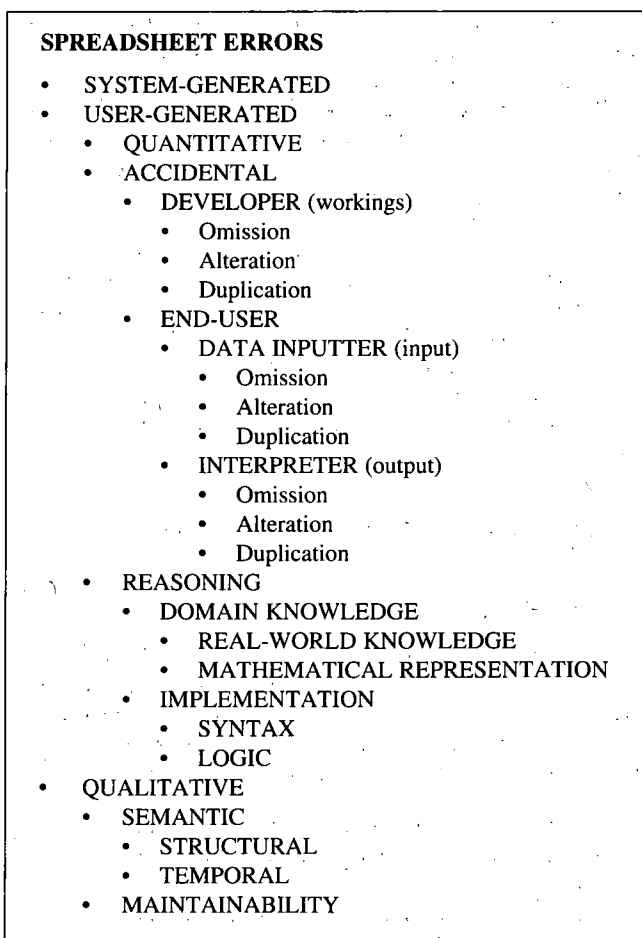 SPREADSHEET ERRORS
• SYSTEM-GENERATED
• USER-GENERATED
• QUANTITATIVE
• ACCIDENTAL
• DEVELOPER (workings)
• Omission
• Alteration
• Duplication
• END-USER
• DATA INPUTTER (input)
• Omission
• Alteration
• Duplication
• INTERPRETER (output)
• Omission
• Alteration
• Duplication
• REASONING
• DOMAIN KNOWLEDGE
• REAL-WORLD KNOWLEDGE
• MATHEMATICAL REPRESENTATION
• IMPLEMENTATION
• SYNTAX
• LOGIC
• QUALITATIVE
• SEMANTIC
• STRUCTURAL
• TEMPORAL
• MAINTAINABILITY